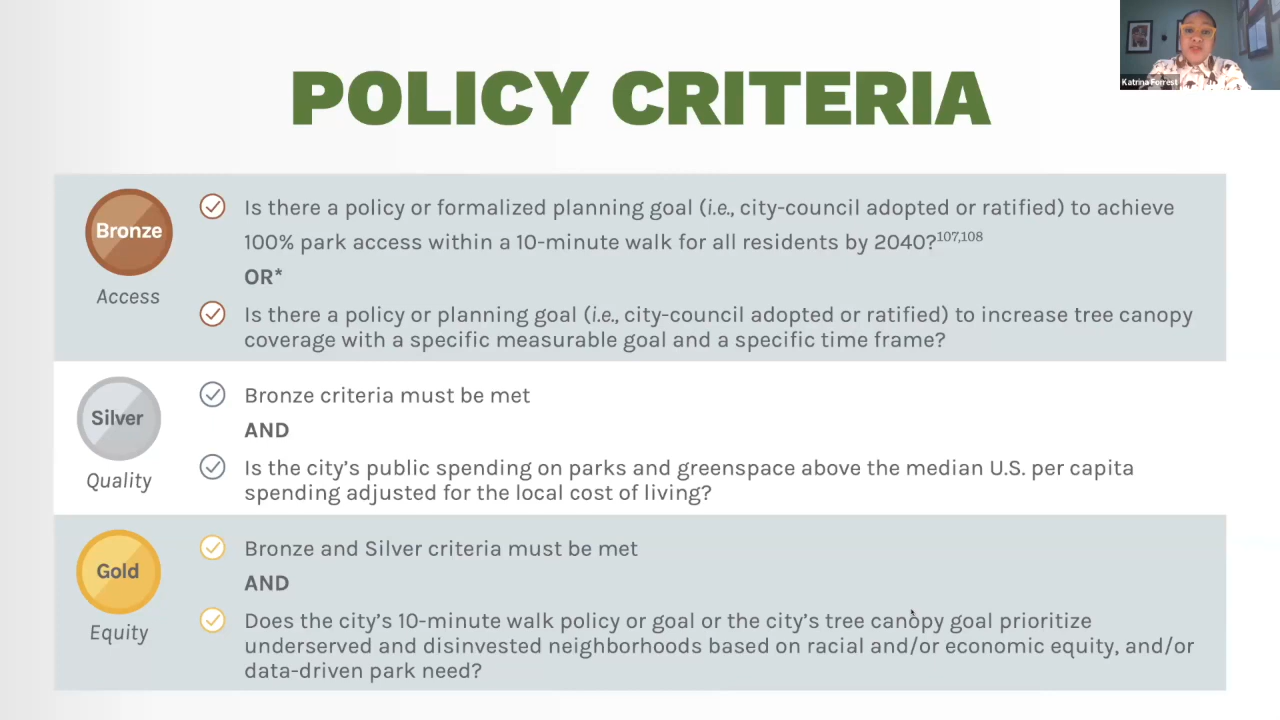 Katrina Forrest
POLICY CRITERIA
Bronze
Access
Is there a policy or formalized planning goal (i.e., city-council adopted or ratified) to achieve
100% park access within a 10-minute walk for all residents by 2040?107,108
OR*
Is there a policy or planning goal (i.e., city-council adopted or ratified) to increase tree canopy
coverage with a specific measurable goal and a specific time frame?
Silver
Quality
Bronze criteria must be met
AND
Is the city’s public spending on parks and greenspace above the median U.S. per capita
spending adjusted for the local cost of living?
Gold
Equity
Bronze and Silver criteria must be met
AND
Does the city’s 10-minute walk policy or goal or the city’s tree canopy goal prioritize
underserved and disinvested neighborhoods based on racial and/or economic equity, and/or
data-driven park need?